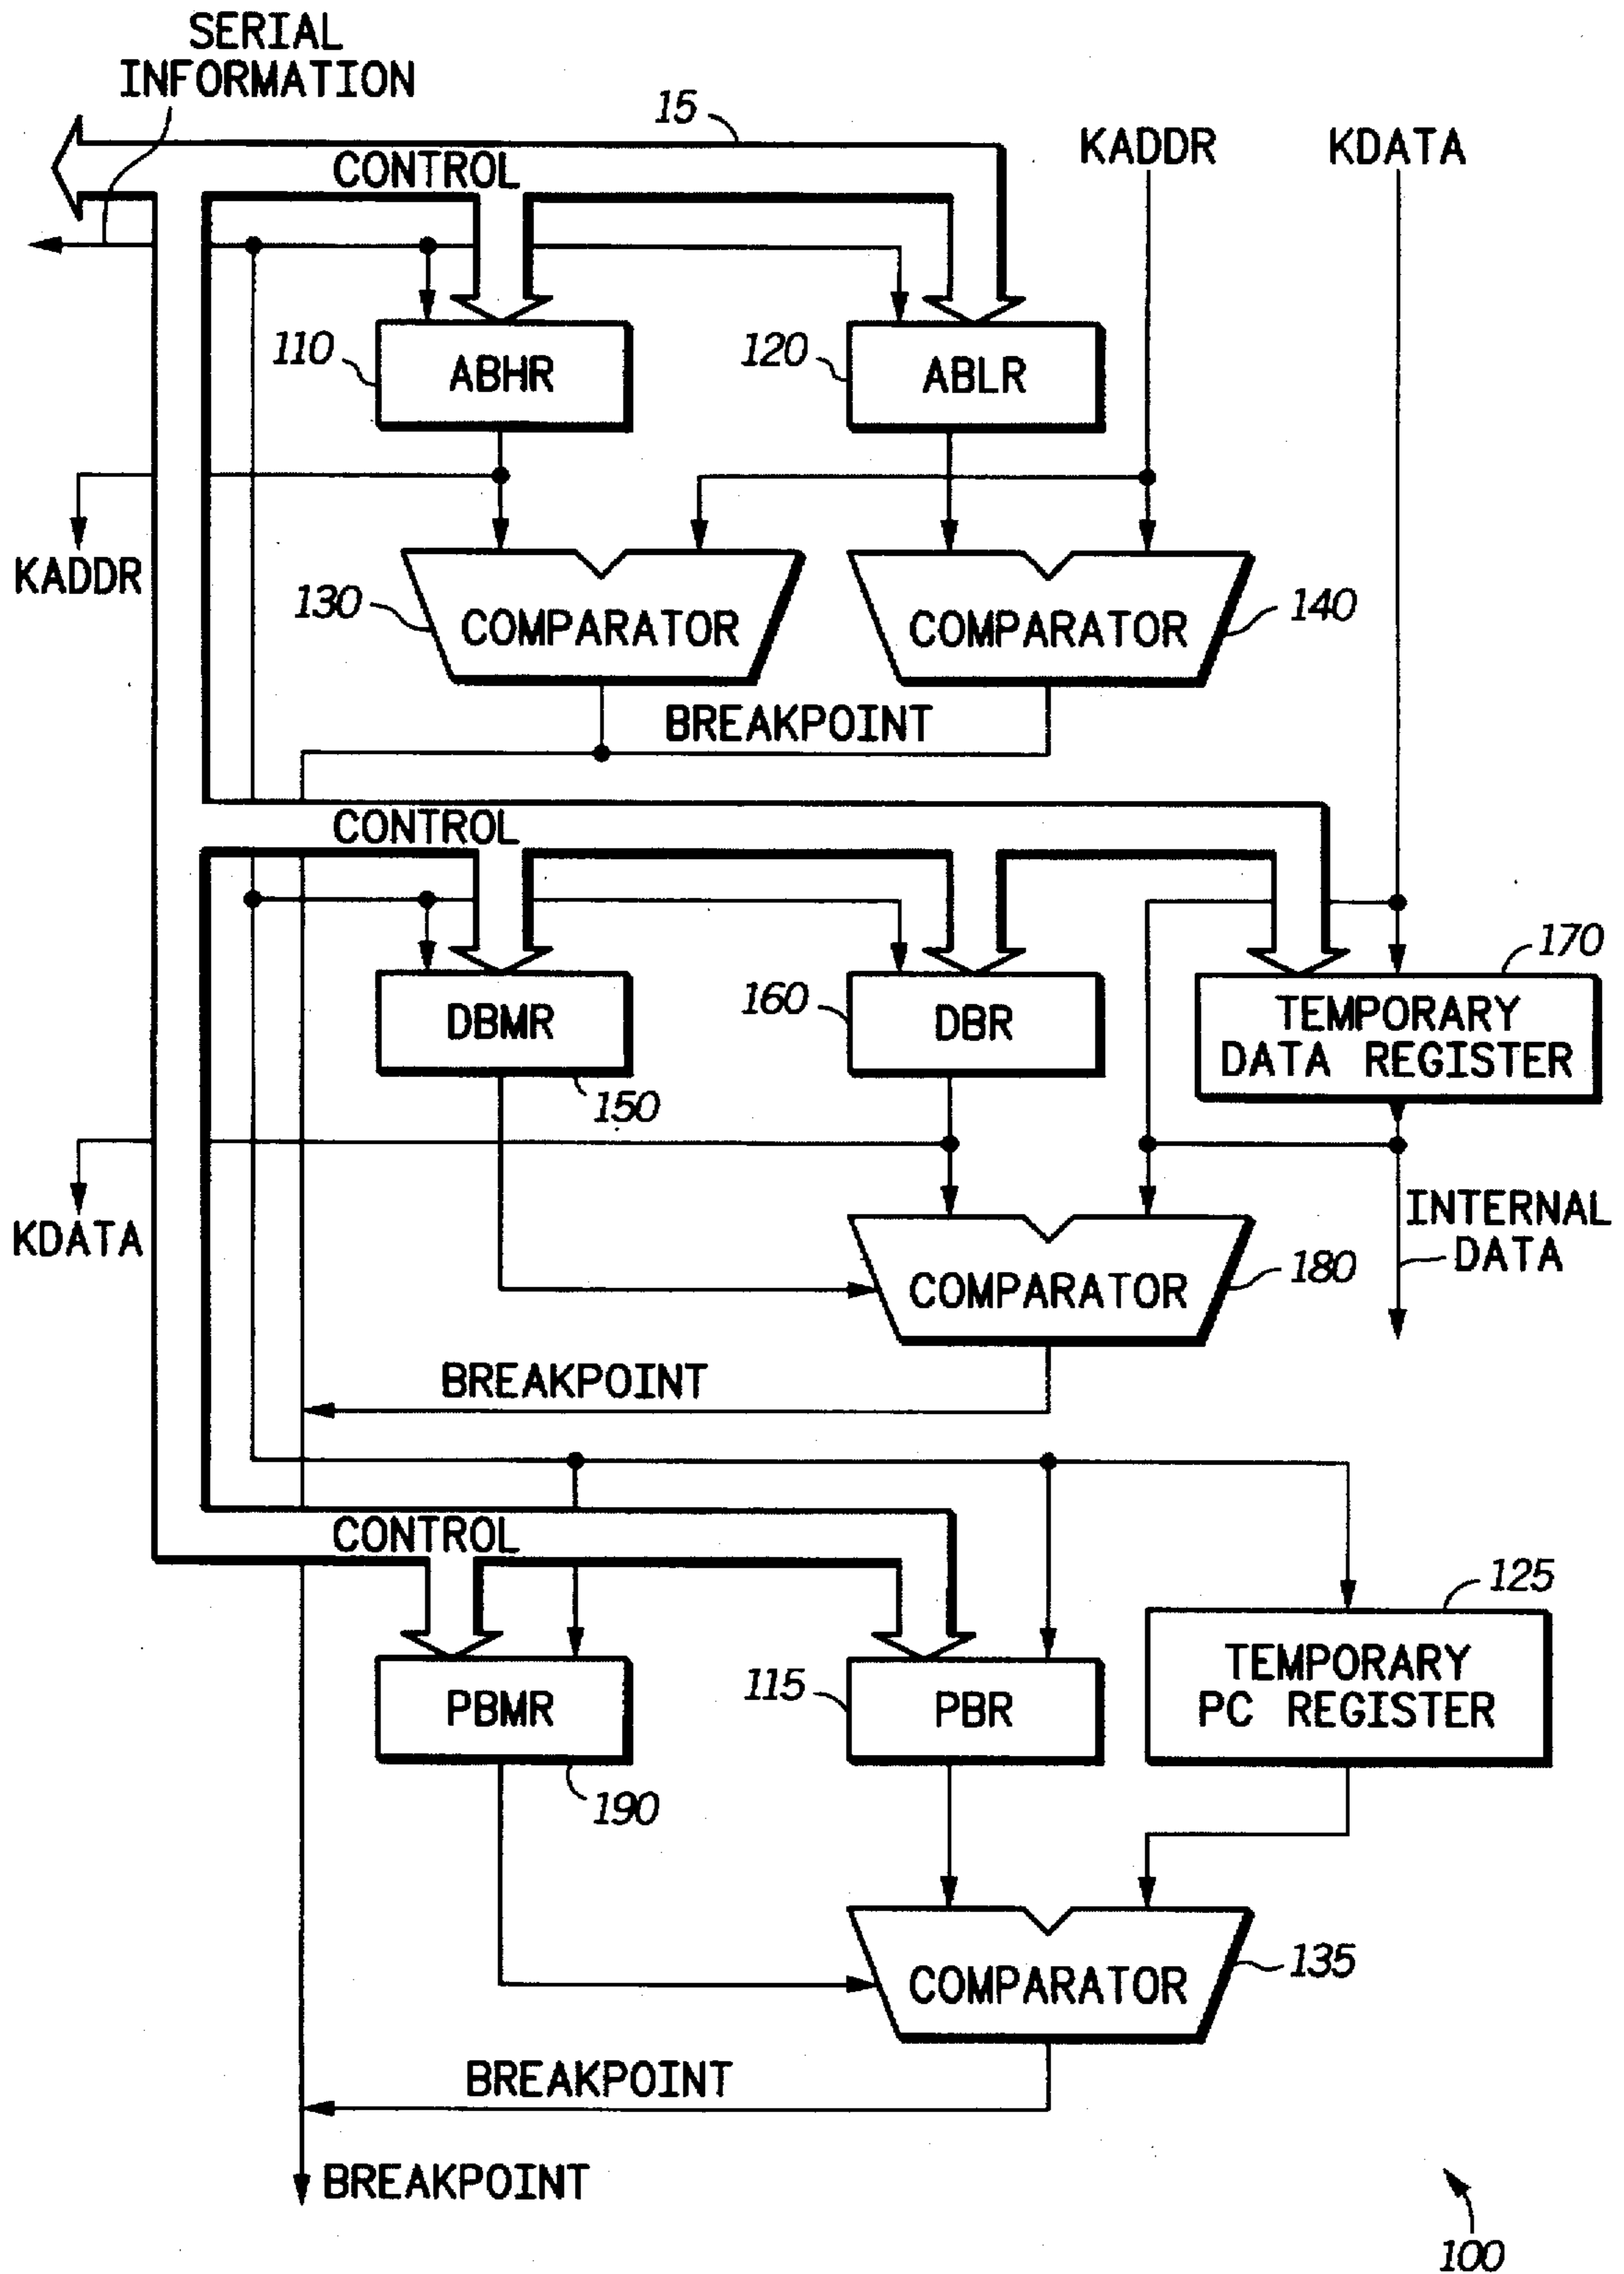 SERIAL
INFORMATION
15
KADDR
KDATA
CONTROL
110
ABHR
120
ABLR
KADDR
130
COMPARATOR
COMPARATOR
140
BREAKPOINT
CONTROL
170
DBMR
160
DBR
TEMPORARY
DATA REGISTER
150
KDATA
INTERNAL
DATA
COMPARATOR
180
BREAKPOINT
CONTROL
125
PBMR
115
PBR
TEMPORARY
PC REGISTER
190
COMPARATOR
135
BREAKPOINT
BREAKPOINT
100